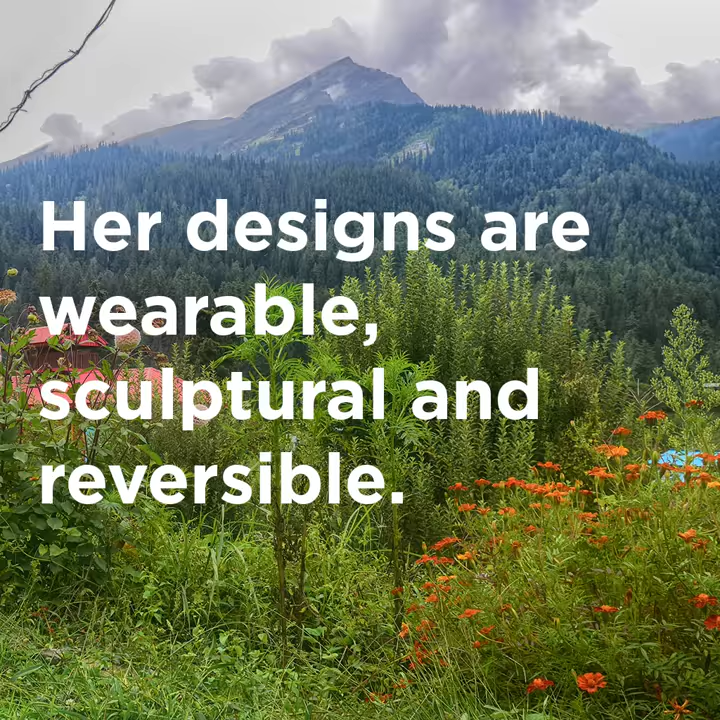 Her designs are
wearable,
sculptural and
reversible.